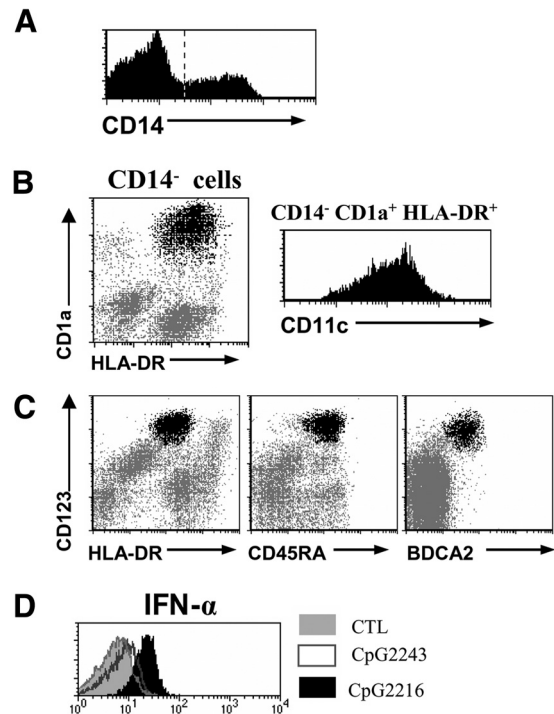 A
CD14
B
CD14⁻ cells
CD1a
HLA-DR
CD14⁻ CD1a⁺ HLA-DR⁺
CD11c
C
CD123
HLA-DR
CD45RA
BDCA2
D
IFN-α
10⁰ 10¹ 10² 10³ 10⁴
CTL
CpG2243
CpG2216